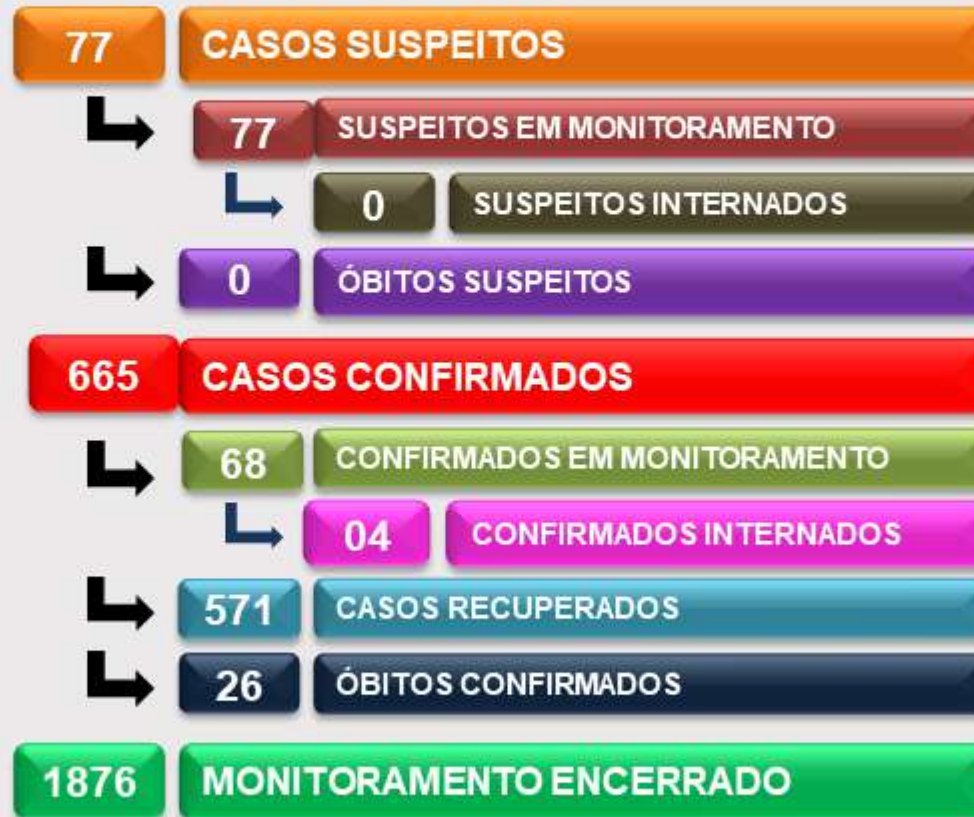 77 CASOS SUSPEITOS
77 SUSPEITOS EM MONITORAMENTO
0 SUSPEITOS INTERNADOS
0 ÓBITOS SUSPEITOS
665 CASOS CONFIRMADOS
68 CONFIRMADOS EM MONITORAMENTO
04 CONFIRMADOS INTERNADOS
571 CASOS RECUPERADOS
26 ÓBITOS CONFIRMADOS
1876 MONITORAMENTO ENCERRADO